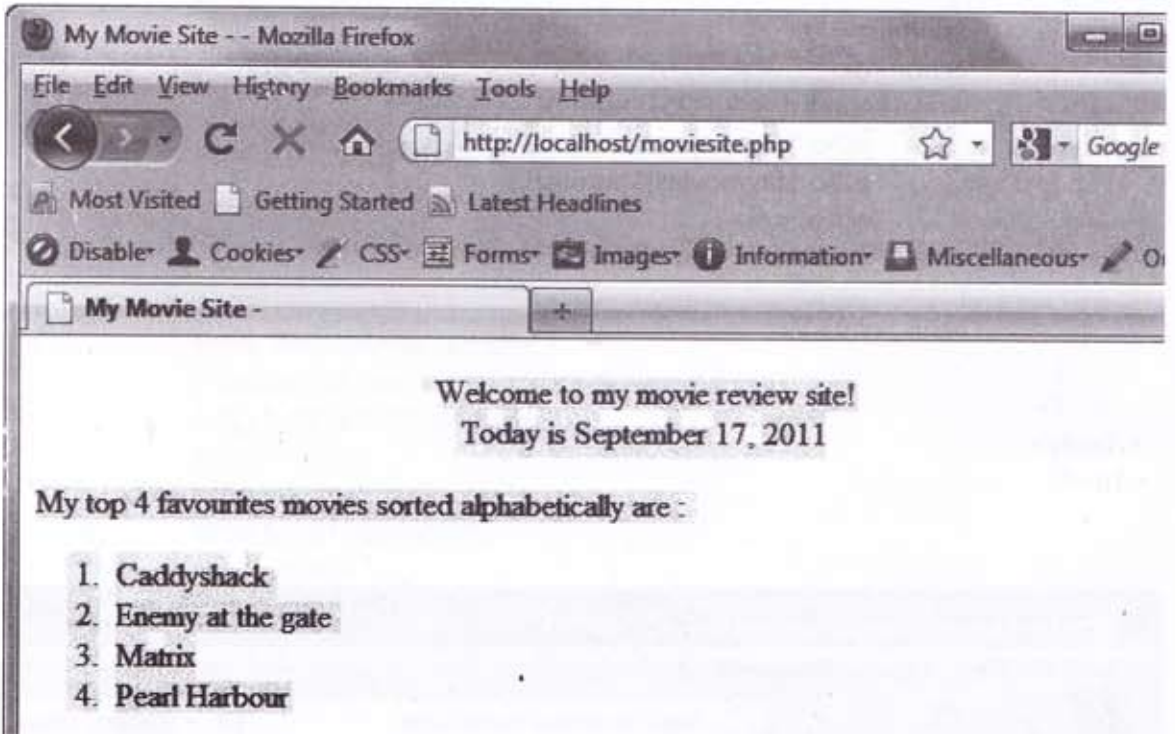 My Movie Site - - Mozilla Firefox
File Edit View History Bookmarks Tools Help
http://localhost/moviesite.php Google
Most Visited Getting Started Latest Headlines
Disable Cookies CSS Forms Images Information Miscellaneous
My Movie Site -
Welcome to my movie review site!
Today is September 17, 2011
My top 4 favourites movies sorted alphabetically are :
1. Caddyshack
2. Enemy at the gate
3. Matrix
4. Pearl Harbour